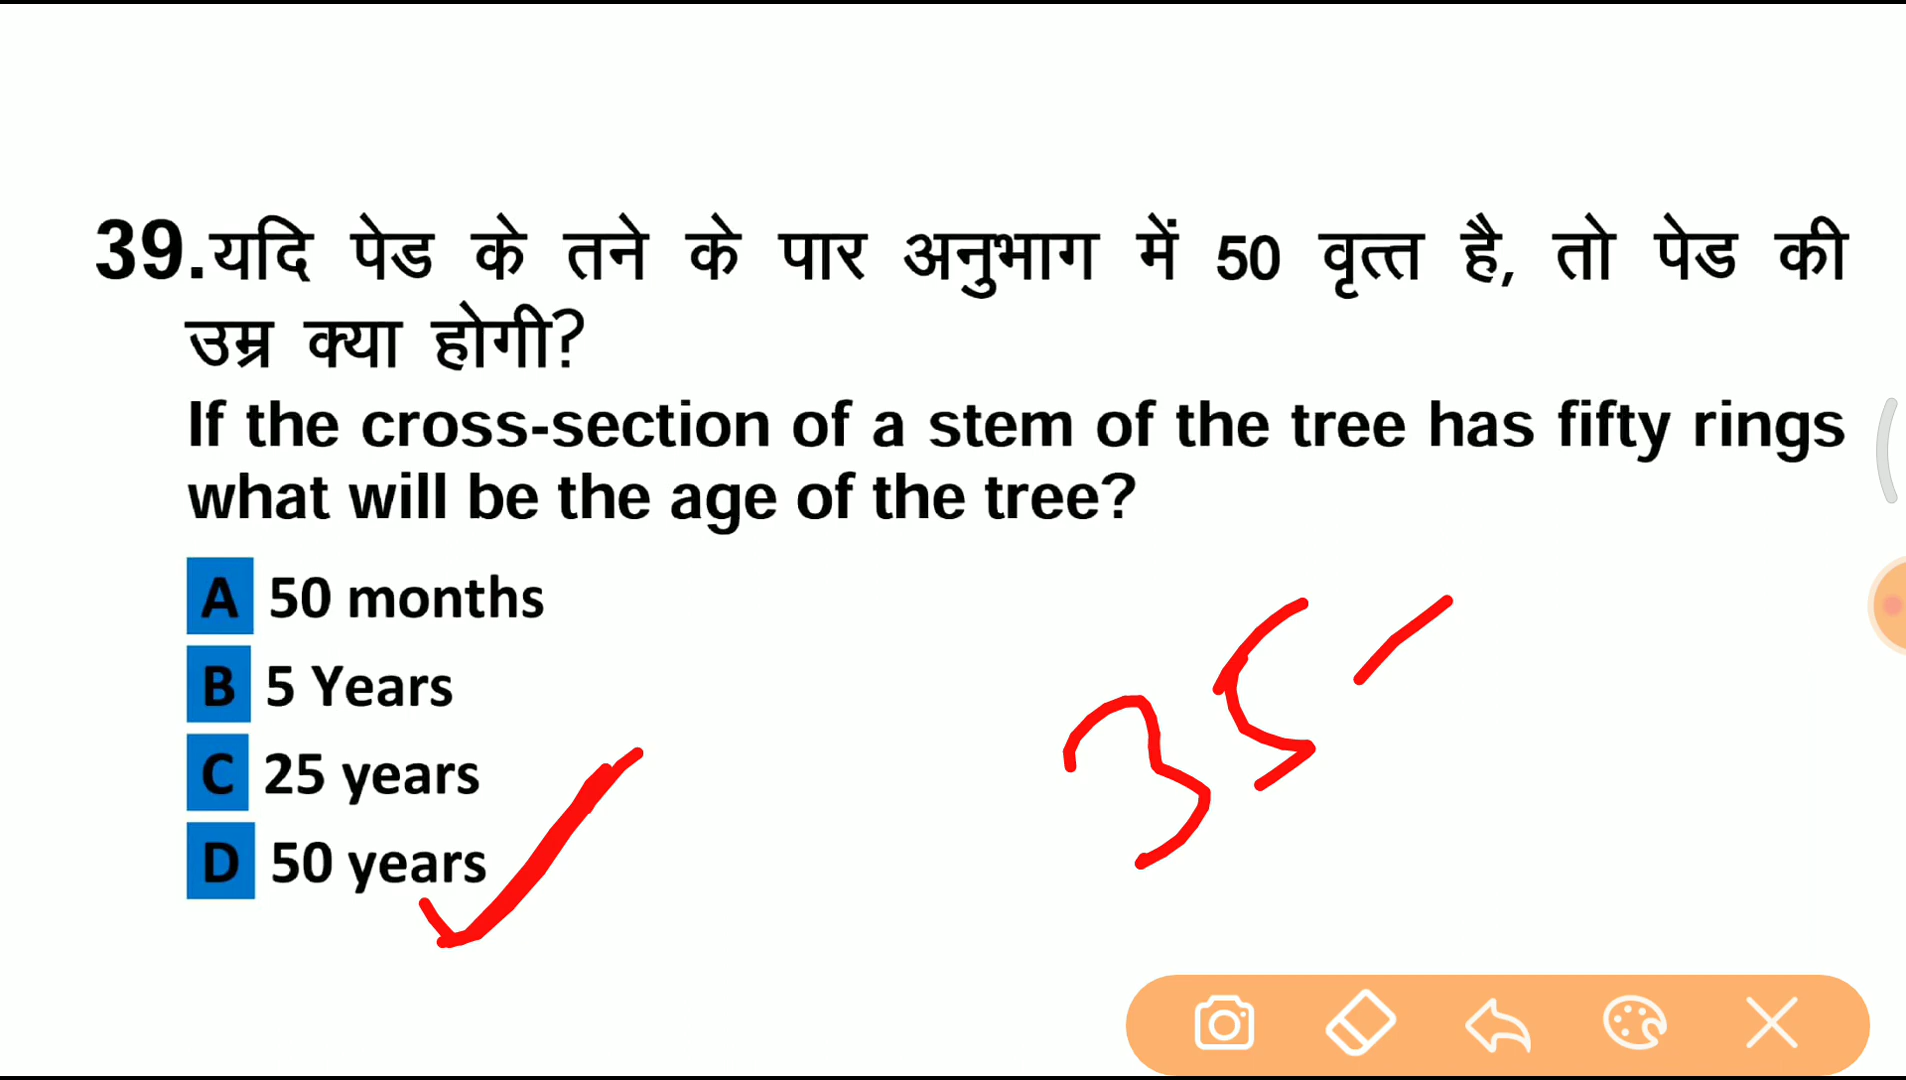 39.यदि पेड के तने के पार अनुभाग में 50 वृत्त है, तो पेड की
उम्र क्या होगी?
If the cross-section of a stem of the tree has fifty rings
what will be the age of the tree?
A 50 months
B 5 Years
C 25 years
D 50 years
35